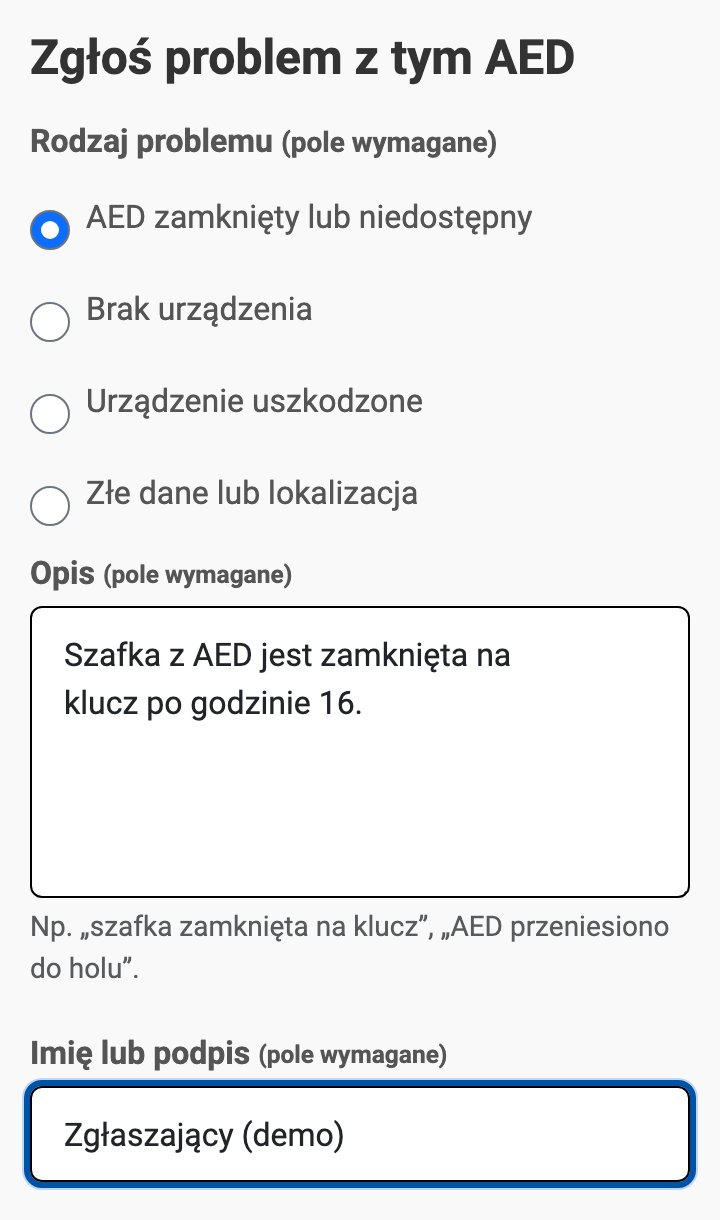 Zgłoś problem z tym AED
Rodzaj problemu (pole wymagane)
AED zamknięty lub niedostępny
Brak urządzenia
Urządzenie uszkodzone
Złe dane lub lokalizacja
Opis (pole wymagane)
Szafka z AED jest zamknięta na
klucz po godzinie 16.
Np. „szafka zamknięta na klucz”, „AED przeniesiono
do holu”.
Imię lub podpis (pole wymagane)
Zgłaszający (demo)